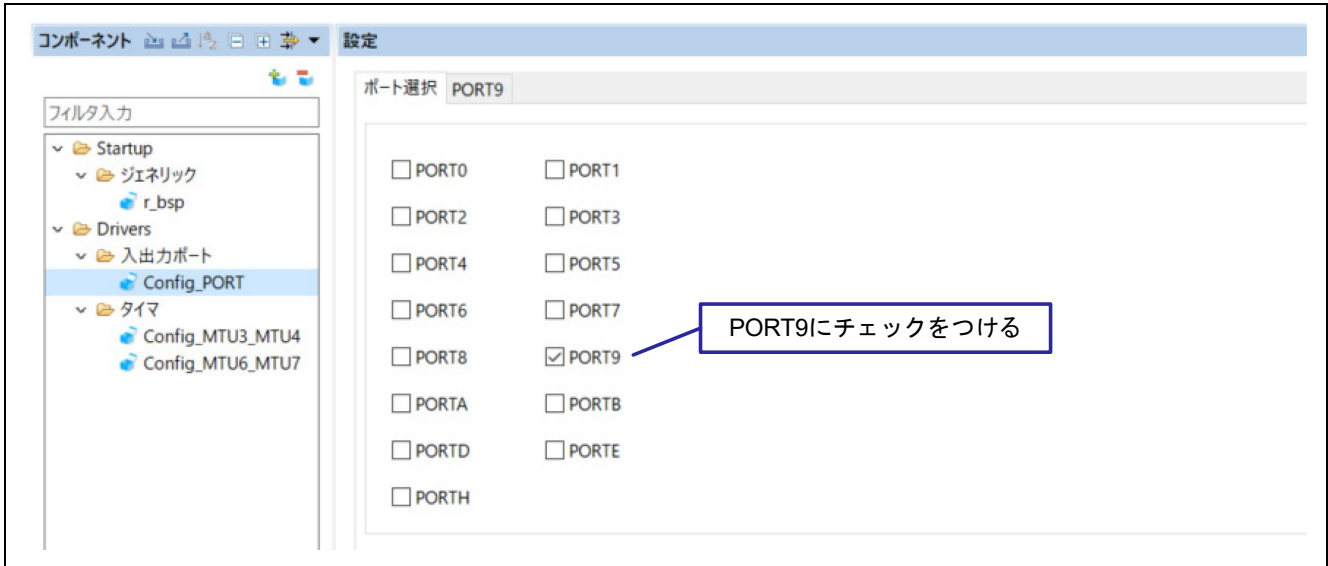 コンポーネント
設定
ポート選択 PORT9
フィルタ入力
Startup
ジェネリック
r_bsp
Drivers
入出力ポート
Config_PORT
タイマ
Config_MTU3_MTU4
Config_MTU6_MTU7
PORT0 PORT1
PORT2 PORT3
PORT4 PORT5
PORT6 PORT7
PORT8 PORT9
PORTA PORTB
PORTD PORTE
PORTH
PORT9にチェックをつける